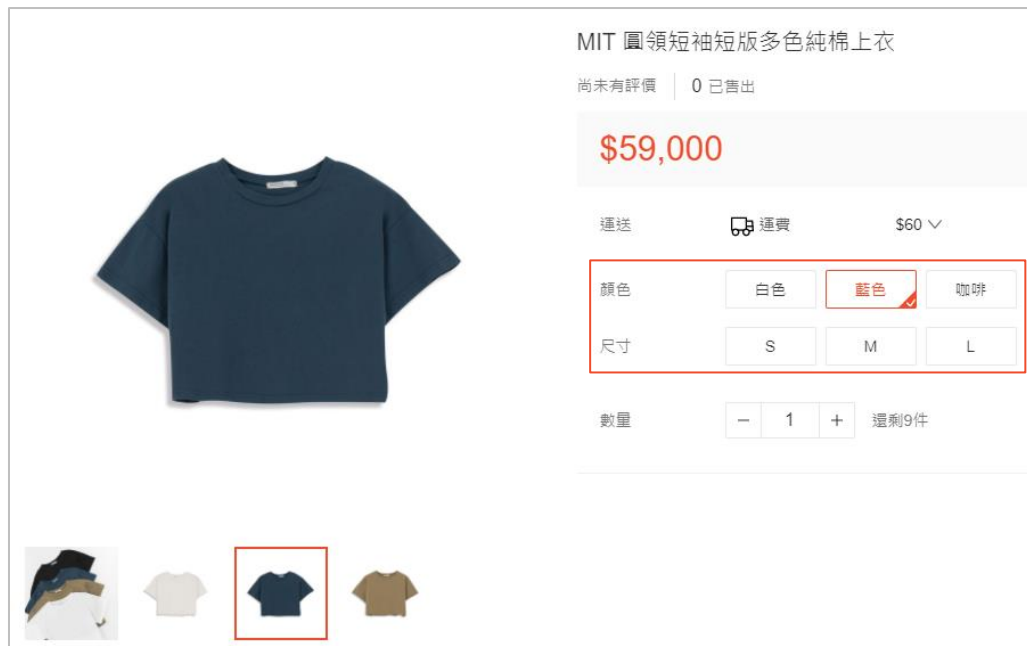 MIT 圓領短袖短版多色純棉上衣
尚未有評價 0 已售出
$59,000
運送 運費 $60
顏色 白色 藍色 咖啡
尺寸 S M L
數量 − 1 + 還剩9件